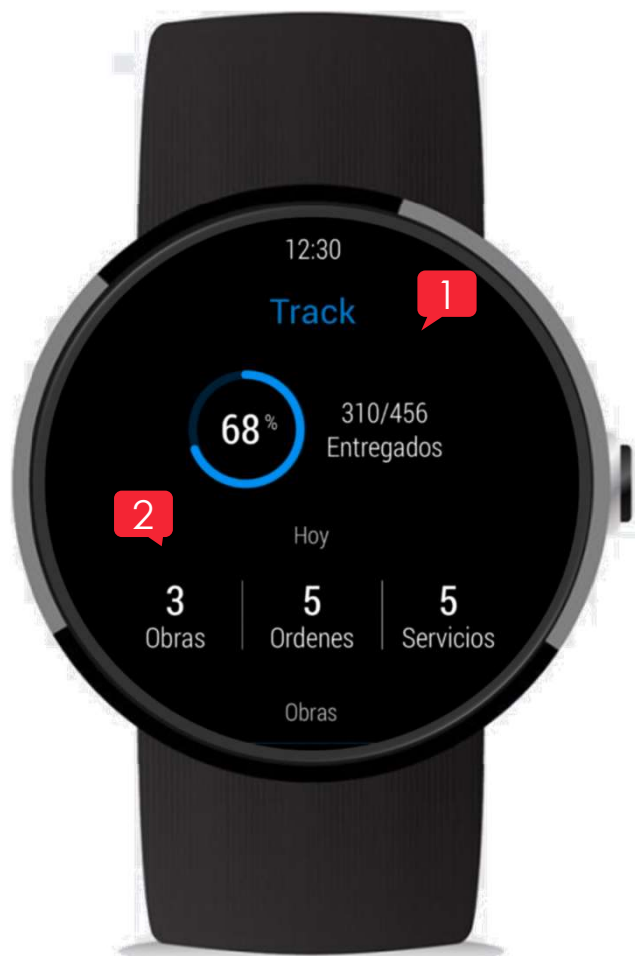 12:30
Track
1
68%
310/456
Entregados
2
Hoy
3
5
5
Obras
Ordenes
Servicios
Obras